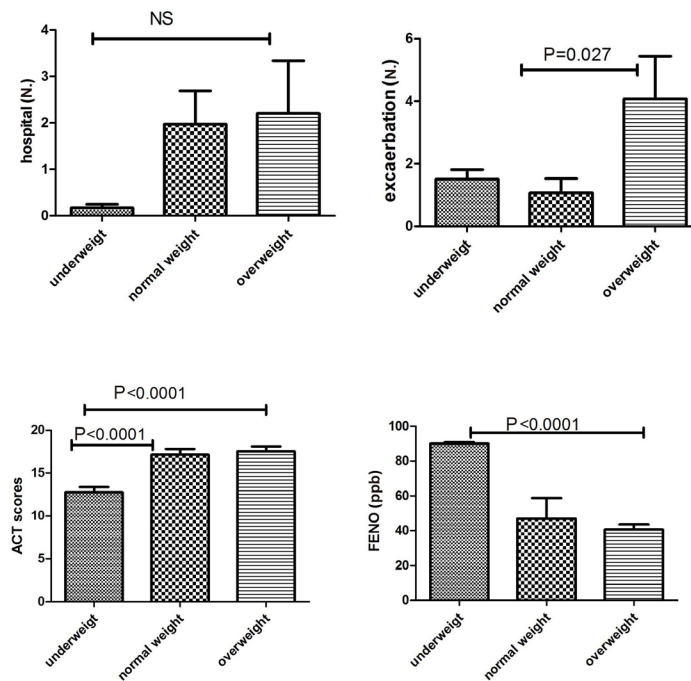 NS
hospital (N.)
4
3
2
1
0
underweigt
normal weight
overweight
P=0.027
excaerbation (N.)
6
4
2
0
underweight
normal weight
overweight
P<0.0001
P<0.0001
ACT scores
20
15
10
5
0
underweigt
normal weight
overweight
P<0.0001
FENO (ppb)
100
80
60
40
20
0
underweigt
normal weight
overweight